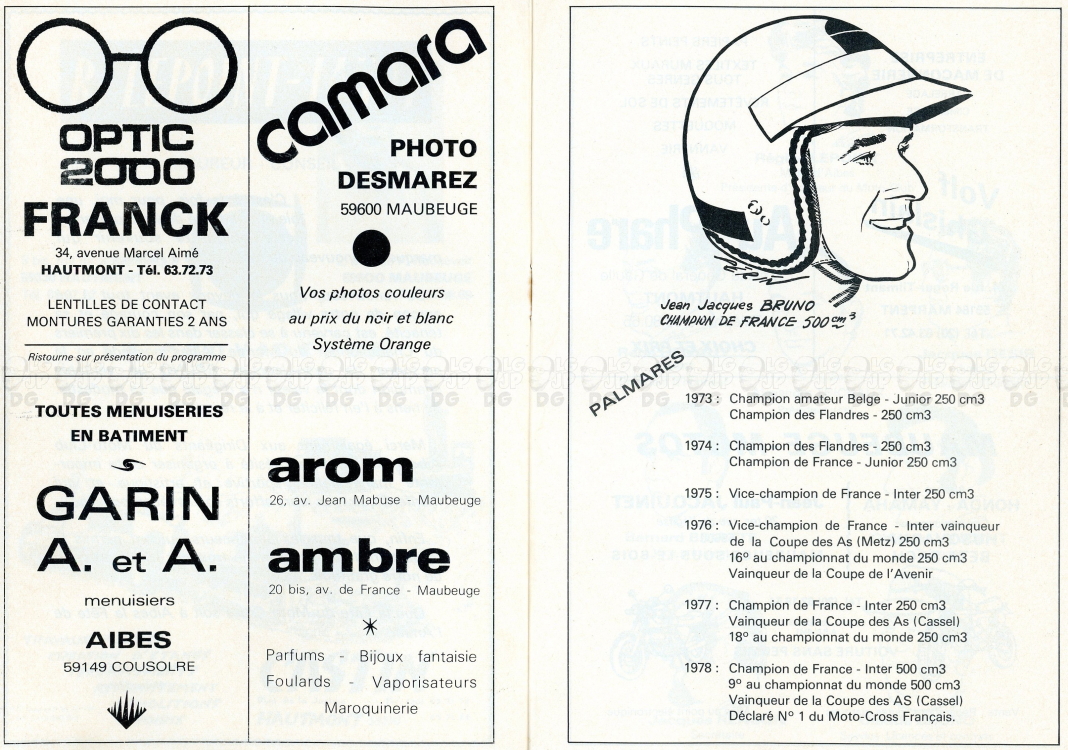 OPTIC
2000
FRANCK
34, avenue Marcel Aimé
HAUTMONT - Tél. 63.72.73
LENTILLES DE CONTACT
MONTURES GARANTIES 2 ANS
Ristourne sur présentation du programme
camara
PHOTO
DESMAREZ
59600 MAUBEUGE
Vos photos couleurs
au prix du noir et blanc
Système Orange
TOUTES MENUISERIES
EN BATIMENT
GARIN
A. et A.
menuisiers
AIBES
59149 COUSOLRE
arom
26, av. Jean Mabuse - Maubeuge
ambre
20 bis, av. de France - Maubeuge
Parfums - Bijoux fantaisie
Foulards - Vaporisateurs
Maroquinerie
Jean Jacques BRUNO
CHAMPION DE FRANCE 500 cm3
PALMARES
1973 : Champion amateur Belge - Junior 250 cm3
Champion des Flandres - 250 cm3
1974 : Champion des Flandres - 250 cm3
Champion de France - Junior 250 cm3
1975 : Vice-champion de France - Inter 250 cm3
1976 : Vice-champion de France - Inter vainqueur
de la Coupe des As (Metz) 250 cm3
16º au championnat du monde 250 cm3
Vainqueur de la Coupe de l'Avenir
1977 : Champion de France - Inter 250 cm3
Vainqueur de la Coupe des As (Cassel)
18º au championnat du monde 250 cm3
1978 : Champion de France - Inter 500 cm3
9º au championnat du monde 500 cm3
Vainqueur de la Coupe des AS (Cassel)
Déclaré Nº 1 du Moto-Cross Français.